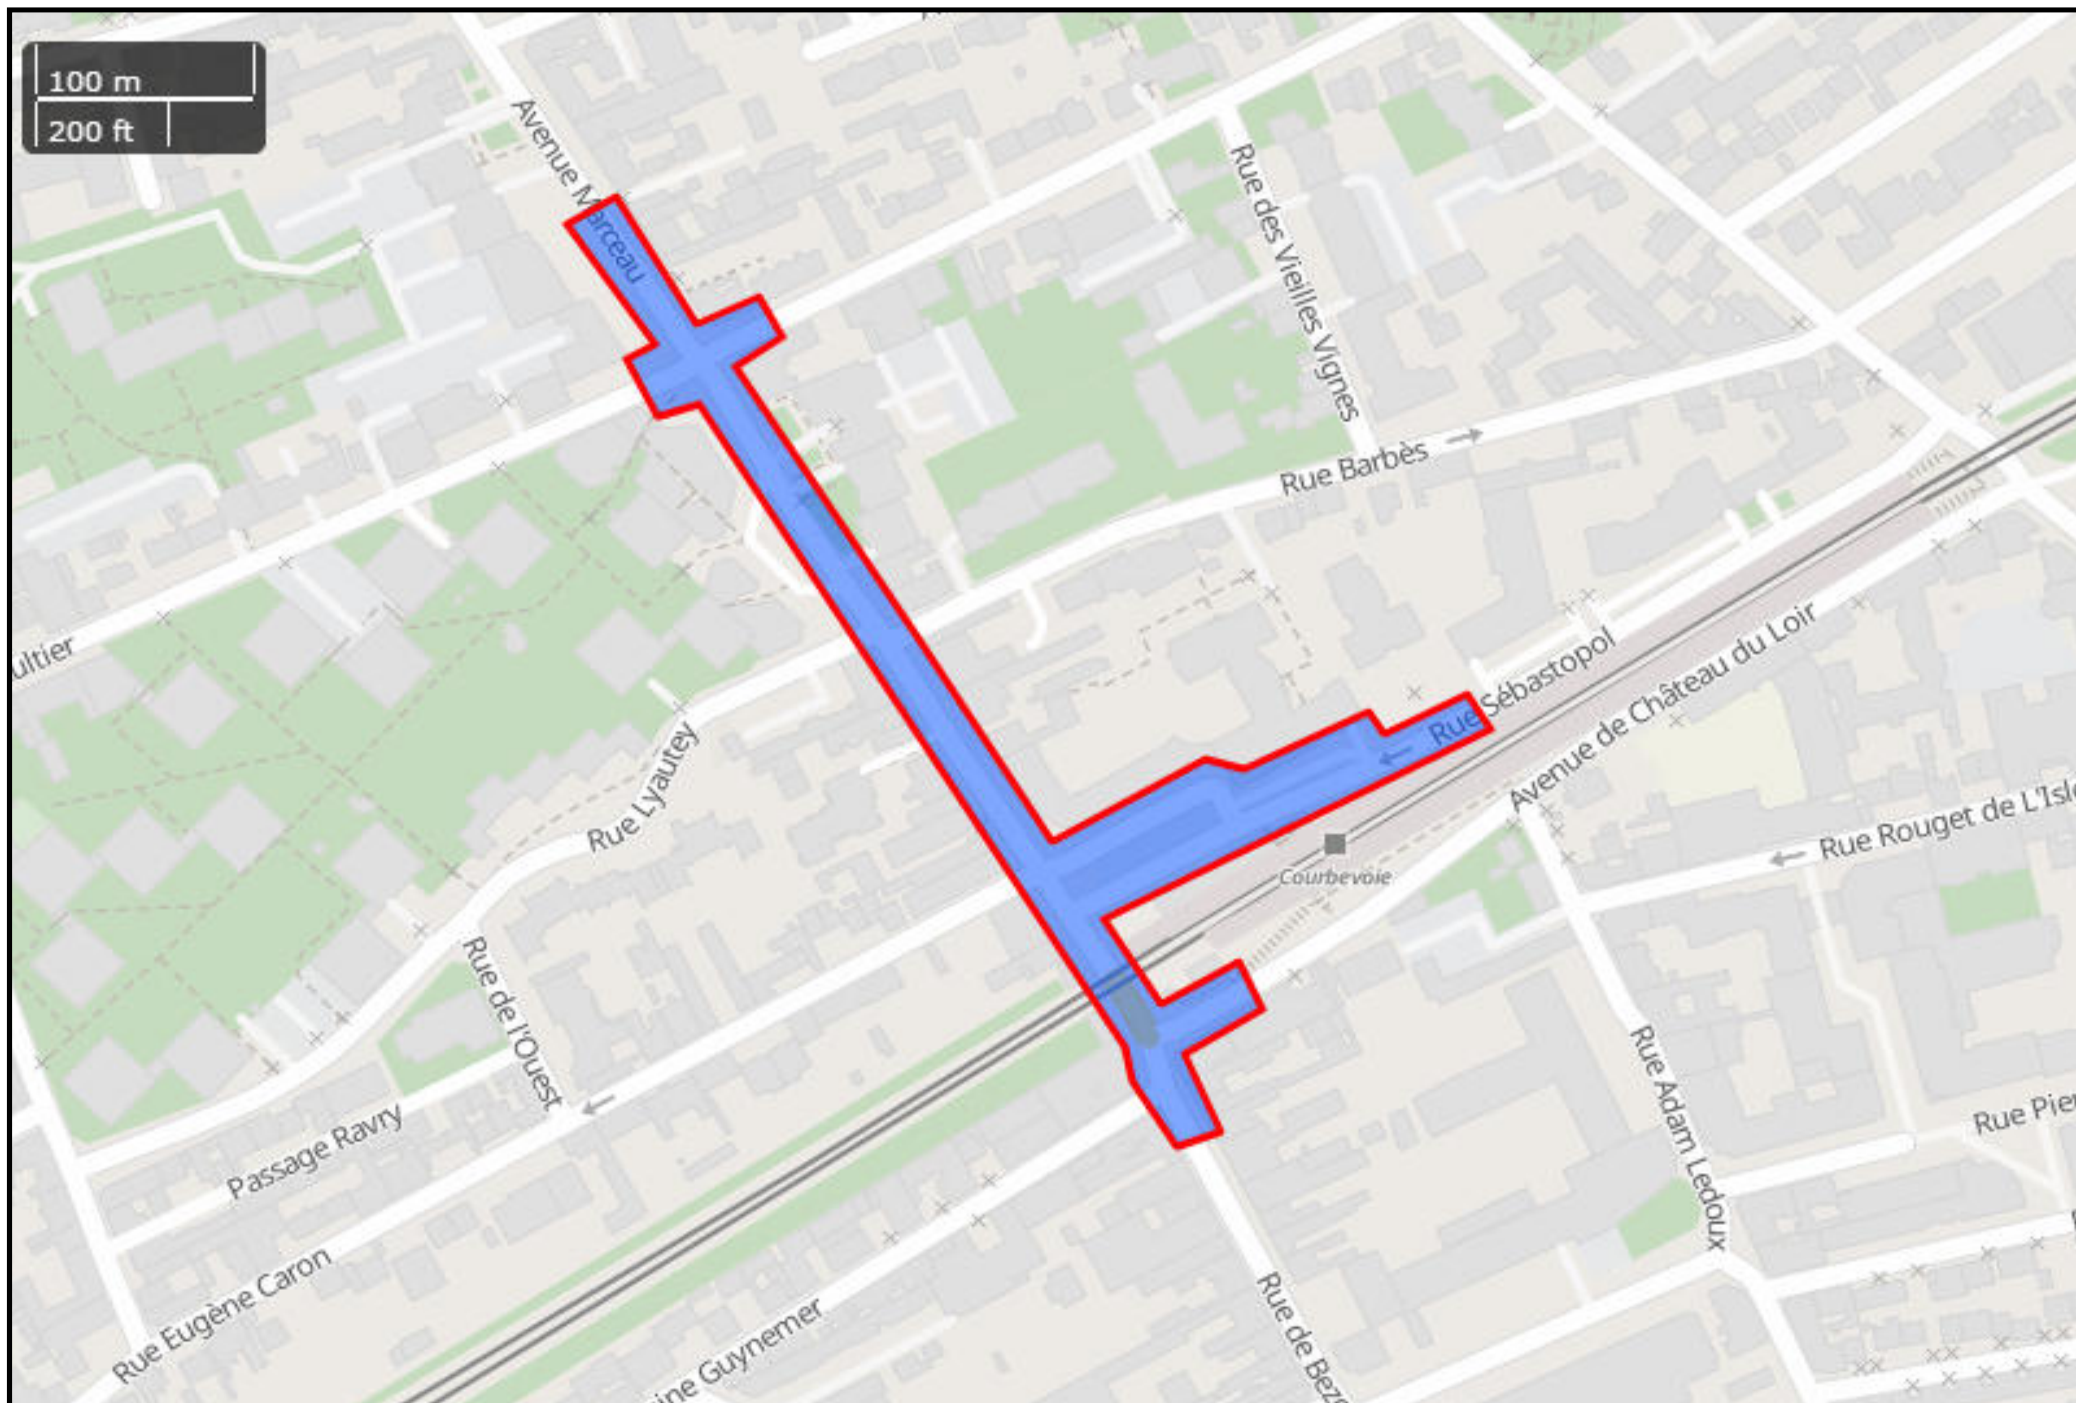 100 m
200 ft
Avenue Marceau
Rue des Vieilles Vignes
Rue Barbès
ultier
Rue Sébastopol
Avenue de Château du Loir
Rue Lyautey
Rue Rouget de L'Isle
Courbevoie
Rue de l'Ouest
Rue Adam Ledoux
Rue Pier
Passage Ravry
Rue Eugène Caron
ine Guynemer
Rue de Bezo